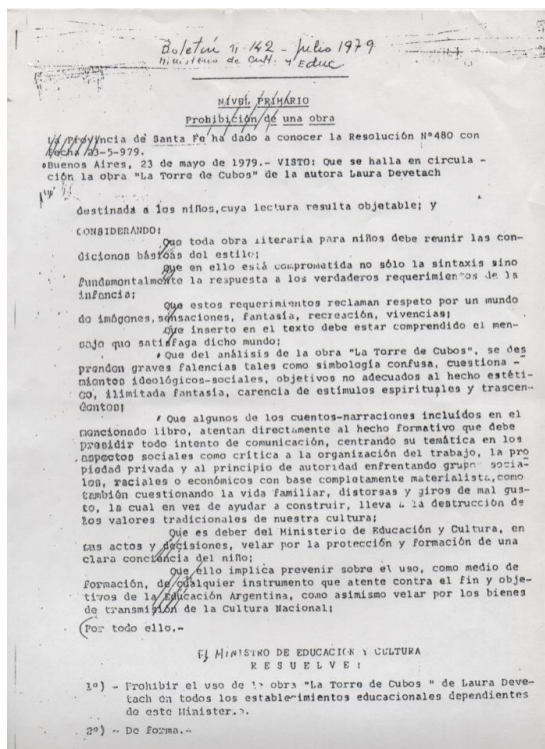 Boletín n-142 - Julio 1979
Ministerio de Cult. y Educ
NIVEL PRIMARIO
Prohibición de una obra
La Provincia de Santa Fe ha dado a conocer la Resolución Nº480 con
fecha 23-5-979.
Buenos Aires, 23 de mayo de 1979.- VISTO: Que se halla en circula -
ción la obra "La Torre de Cubos" de la autora Laura Devetach
destinada a los niños,cuya lectura resulta objetable; y
CONSIDERANDO:
Que toda obra literaria para niños debe reunir las con-
diciones básicas del estilo;
Que en ello está comprometida no sólo la sintaxis sino
fundamentalmente la respuesta a los verdaderos requerimientos de la
infancia;
Que estos requerimientos reclaman respeto por un mundo
de imágenes,sensaciones, fantasía, recreación, vivencias;
Que inserto en el texto debe estar comprendido el men-
saje que satisfaga dicho mundo;
Que del análisis de la obra "La Torre de Cubos", se des
prenden graves falencias tales como simbología confusa, cuestiona -
mientos ideológicos-sociales, objetivos no adecuados al hecho estéti-
co, ilimitada fantasía, carencia de estímulos espirituales y trascen-
dentes;
Que algunos de los cuentos-narraciones incluídos en el
mencionado libro, atentan directamente al hecho formativo que debe
presidir todo intento de comunicación, centrando su temática en los
aspectos sociales como crítica a la organización del trabajo, la pro
piedad privada y al principio de autoridad enfrentando grupos socia-
les, raciales o económicos con base completamente materialista,como
también cuestionando la vida familiar, distorsas y giros de mal gus-
to, la cual en vez de ayudar a construir, lleva a la destrucción de
los valores tradicionales de nuestra cultura;
Que es deber del Ministerio de Educación y Cultura, en
sus actos y decisiones, velar por la protección y formación de una
clara conciencia del niño;
Que ello implica prevenir sobre el uso, como medio de
formación, de cualquier instrumento que atente contra el fin y obje-
tivos de la Educación Argentina, como asimismo velar por los bienes
de transmisión de la Cultura Nacional;
Por todo ello.-
El MINISTRO DE EDUCACION Y CULTURA
R E S U E L V E :
1º) - Prohibir el uso de la obra "La Torre de Cubos " de Laura Deve-
tach en todos los establecimientos educacionales dependientes
de este Ministerio.
2º) - De forma.-